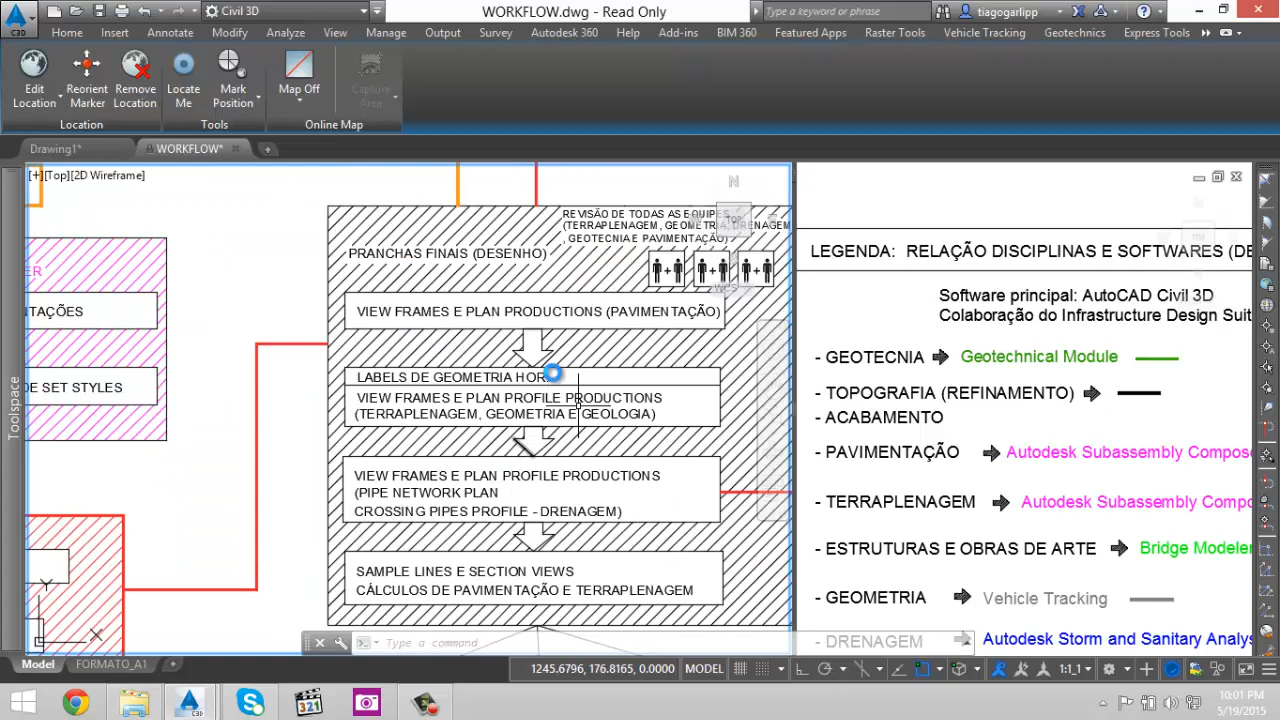 Civil 3D
WORKFLOW.dwg - Read Only
Type a keyword or phrase
tiagogarlipp
C3D
Home
Insert
Annotate
Modify
Analyze
View
Manage
Output
Survey
Autodesk 360
Help
Add-ins
BIM 360
Featured Apps
Raster Tools
Vehicle Tracking
Geotechnics
Express Tools
Edit
Location
Reorient
Marker
Remove
Location
Locate
Me
Mark
Position
Map Off
Capture
Area
Location
Tools
Online Map
Drawing1*
WORKFLOW*
[+][Top][2D Wireframe]
N
TOP
WCS
REVISÃO DE TODAS AS EQUIPES
(TERRAPLENAGEM, GEOMETRIA, DRENAGEM
, GEOTECNIA E PAVIMENTAÇÃO)
PRANCHAS FINAIS (DESENHO)
VIEW FRAMES E PLAN PRODUCTIONS (PAVIMENTAÇÃO)
LABELS DE GEOMETRIA HOR
VIEW FRAMES E PLAN PROFILE PRODUCTIONS
(TERRAPLENAGEM, GEOMETRIA E GEOLOGIA)
VIEW FRAMES E PLAN PROFILE PRODUCTIONS
(PIPE NETWORK PLAN
CROSSING PIPES PROFILE - DRENAGEM)
SAMPLE LINES E SECTION VIEWS
CÁLCULOS DE PAVIMENTAÇÃO E TERRAPLENAGEM
ER
NTAÇÕES
DE SET STYLES
Toolspace
Y
X
LEGENDA: RELAÇÃO DISCIPLINAS E SOFTWARES (DE
Software principal: AutoCAD Civil 3D
Colaboração do Infrastructure Design Suit
- GEOTECNIA Geotechnical Module
- TOPOGRAFIA (REFINAMENTO)
- ACABAMENTO
- PAVIMENTAÇÃO Autodesk Subassembly Compose
- TERRAPLENAGEM Autodesk Subassembly Compo
- ESTRUTURAS E OBRAS DE ARTE Bridge Modeler
- GEOMETRIA Vehicle Tracking
- DRENAGEM Autodesk Storm and Sanitary Analys
Type a command
Model
FORMATO_A1
1245.6796, 176.8165, 0.0000
MODEL
1:1,1
C3D
321
10:01 PM
5/19/2015